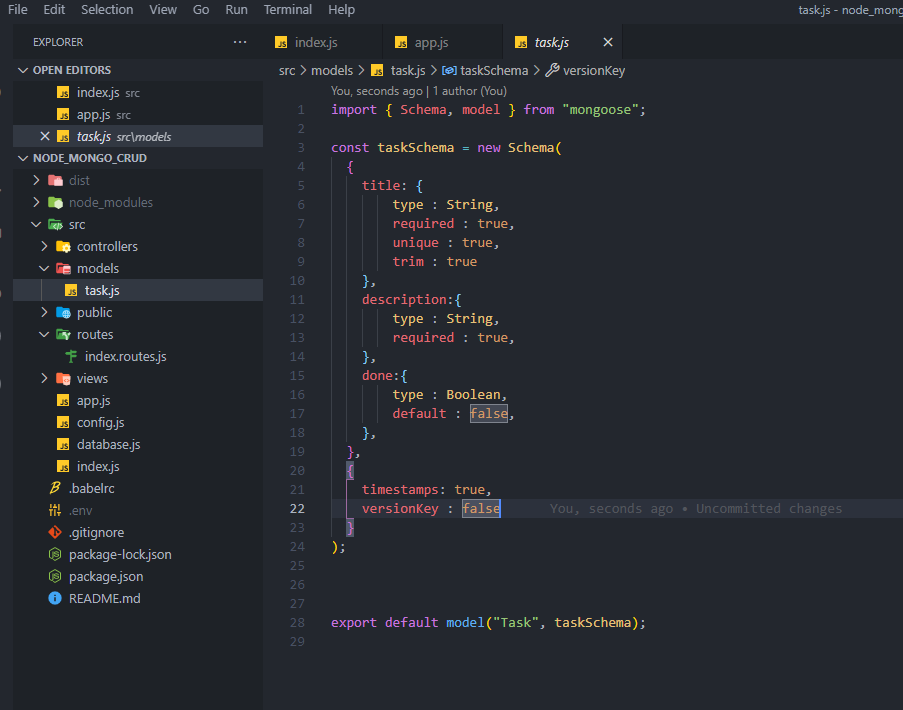 File Edit Selection View Go Run Terminal Help
task.js - node_mong
EXPLORER ···
index.js
app.js
task.js
OPEN EDITORS
index.js src
app.js src
task.js src\models
NODE_MONGO_CRUD
dist
node_modules
src
controllers
models
task.js
public
routes
index.routes.js
views
app.js
config.js
database.js
index.js
.babelrc
.env
.gitignore
package-lock.json
package.json
README.md
src > models > task.js > taskSchema > versionKey
You, seconds ago | 1 author (You)
1 import { Schema, model } from "mongoose";
2
3 const taskSchema = new Schema(
4 {
5 title: {
6 type : String,
7 required : true,
8 unique : true,
9 trim : true
10 },
11 description:{
12 type : String,
13 required : true,
14 },
15 done:{
16 type : Boolean,
17 default : false,
18 },
19 },
20 {
21 timestamps: true,
22 versionKey : false You, seconds ago • Uncommitted changes
23 }
24 );
25
26
27
28 export default model("Task", taskSchema);
29